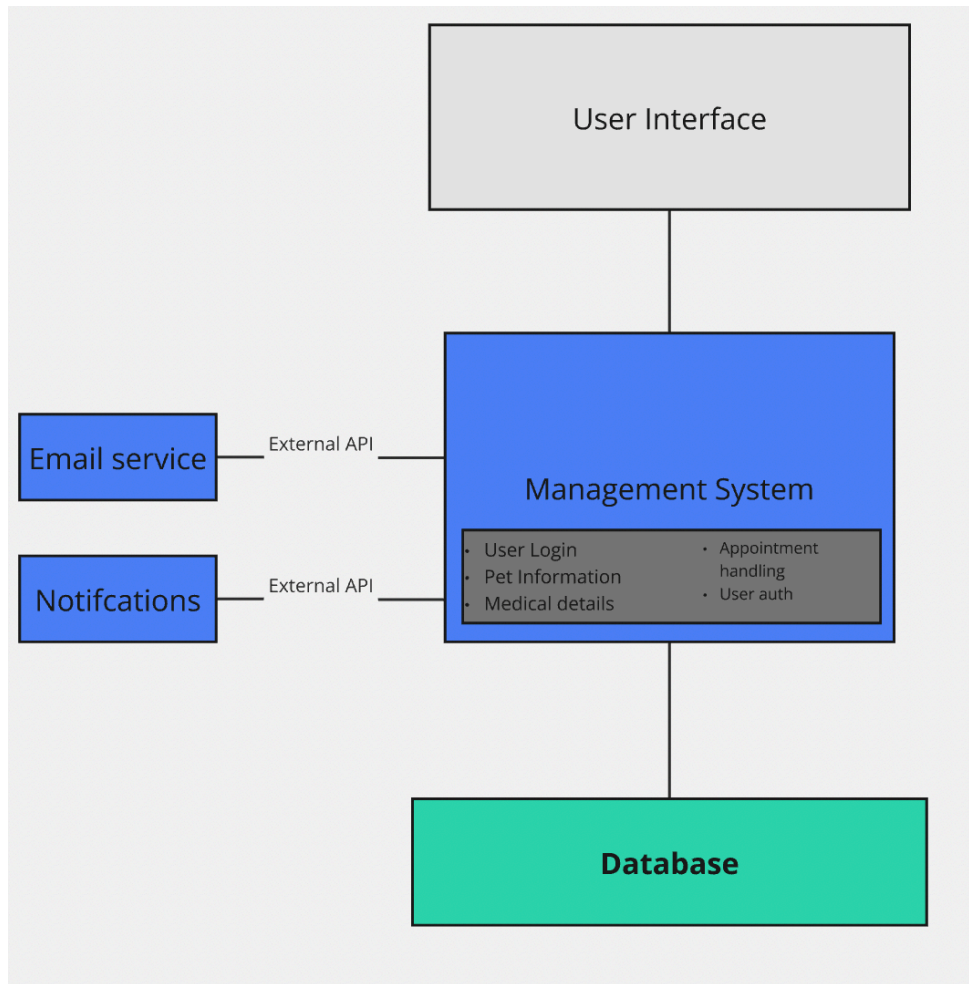 User Interface
Email service
External API
Management System
Notifcations
External API
• User Login
• Pet Information
• Medical details
• Appointment
handling
• User auth
Database